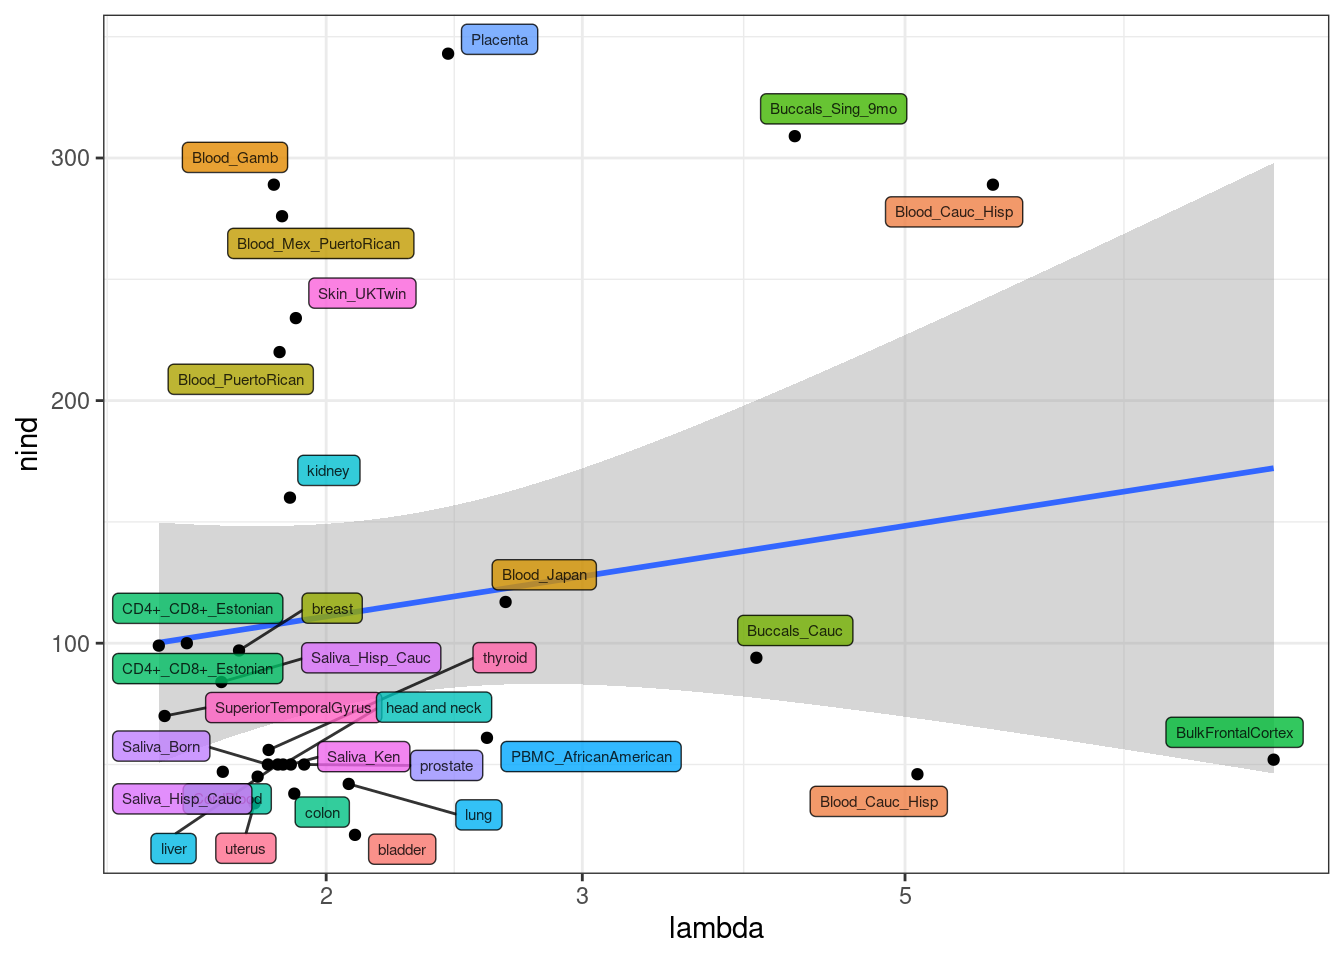 Placenta
Buccals_Sing_9mo
300
Blood_Gamb
Blood_Cauc_Hisp
Blood_Mex_PuertoRican
Skin_UKTwin
Blood_PuertoRican
200
nind
kidney
Blood_Japan
CD4+_CD8+_Estonian
breast
Buccals_Cauc
100
Saliva_Hisp_Cauc
thyroid
CD4+_CD8+_Estonian
SuperiorTemporalGyrus
head and neck
BulkFrontalCortex
Saliva_Born
Saliva_Ken
PBMC_AfricanAmerican
prostate
Saliva_Hisp_Cauc
Blood_Cauc_Hisp
colon
lung
liver
uterus
bladder
2
3
5
lambda